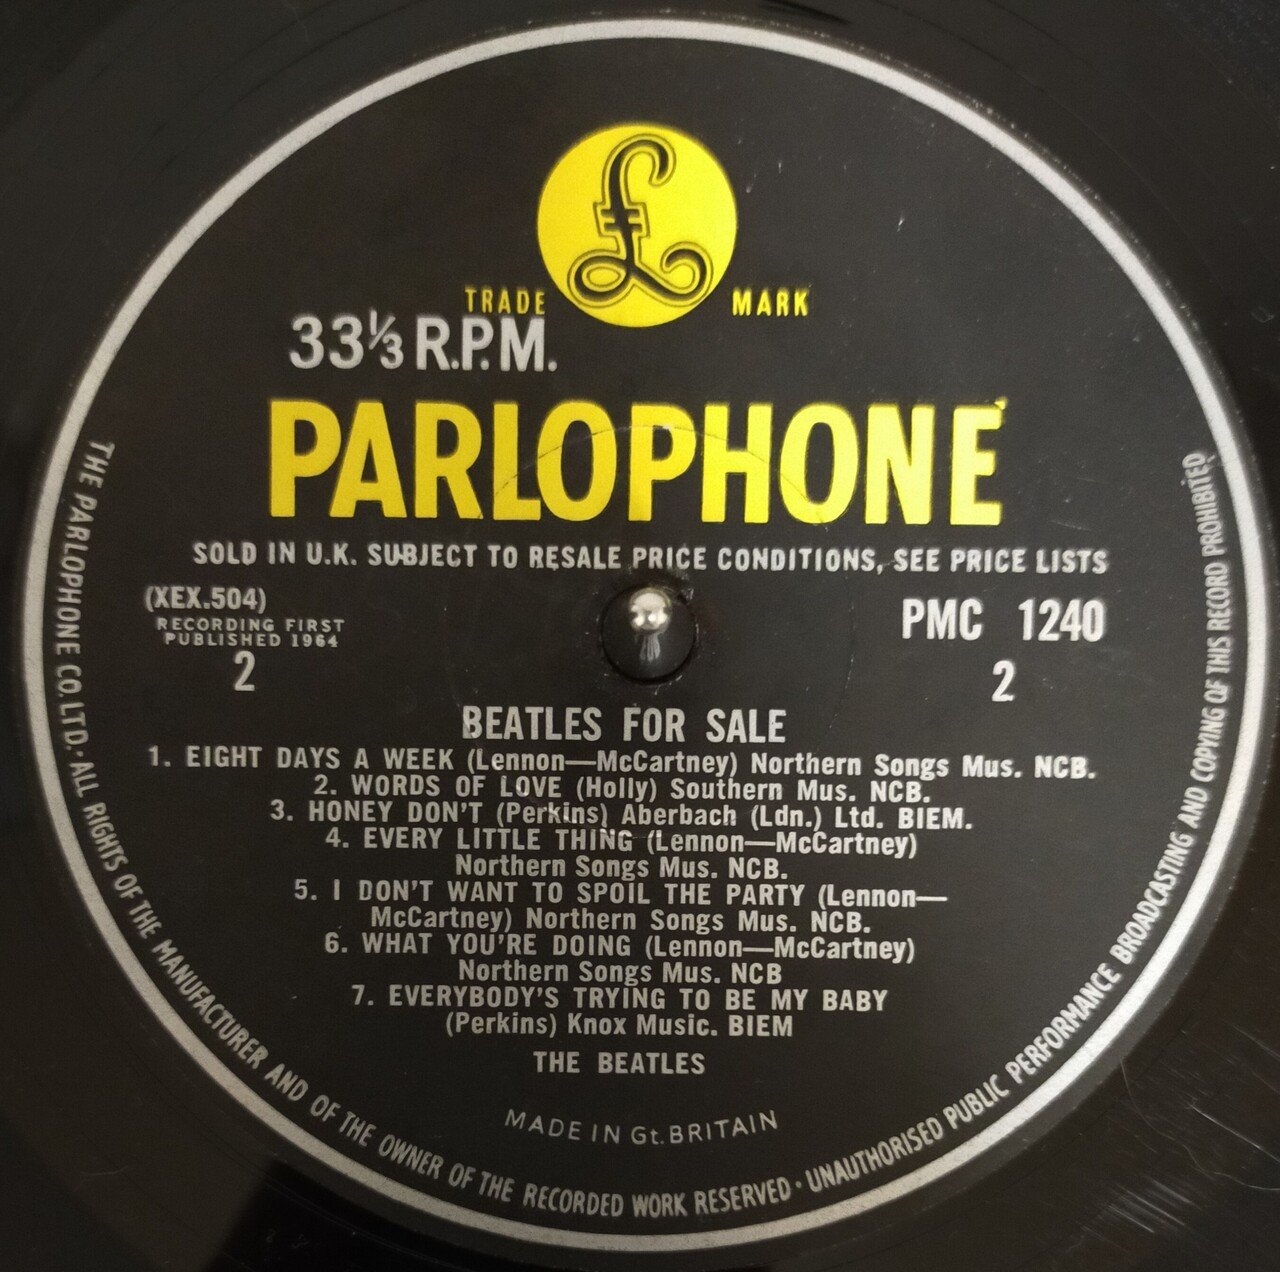 £
TRADE MARK
33⅓ R.P.M.
PARLOPHONE
SOLD IN U.K. SUBJECT TO RESALE PRICE CONDITIONS, SEE PRICE LISTS
(XEX.504)
RECORDING FIRST
PUBLISHED 1964
2
PMC 1240
2
BEATLES FOR SALE
1. EIGHT DAYS A WEEK (Lennon—McCartney) Northern Songs Mus. NCB.
2. WORDS OF LOVE (Holly) Southern Mus. NCB.
3. HONEY DON'T (Perkins) Aberbach (Ldn.) Ltd. BIEM.
4. EVERY LITTLE THING (Lennon—McCartney)
Northern Songs Mus. NCB.
5. I DON'T WANT TO SPOIL THE PARTY (Lennon—
McCartney) Northern Songs Mus. NCB.
6. WHAT YOU'RE DOING (Lennon—McCartney)
Northern Songs Mus. NCB
7. EVERYBODY'S TRYING TO BE MY BABY
(Perkins) Knox Music. BIEM
THE BEATLES
MADE IN Gt. BRITAIN
THE PARLOPHONE CO. LTD. · ALL RIGHTS OF THE MANUFACTURER AND OF THE OWNER OF THE RECORDED WORK RESERVED · UNAUTHORISED PUBLIC PERFORMANCE BROADCASTING AND COPYING OF THIS RECORD PROHIBITED